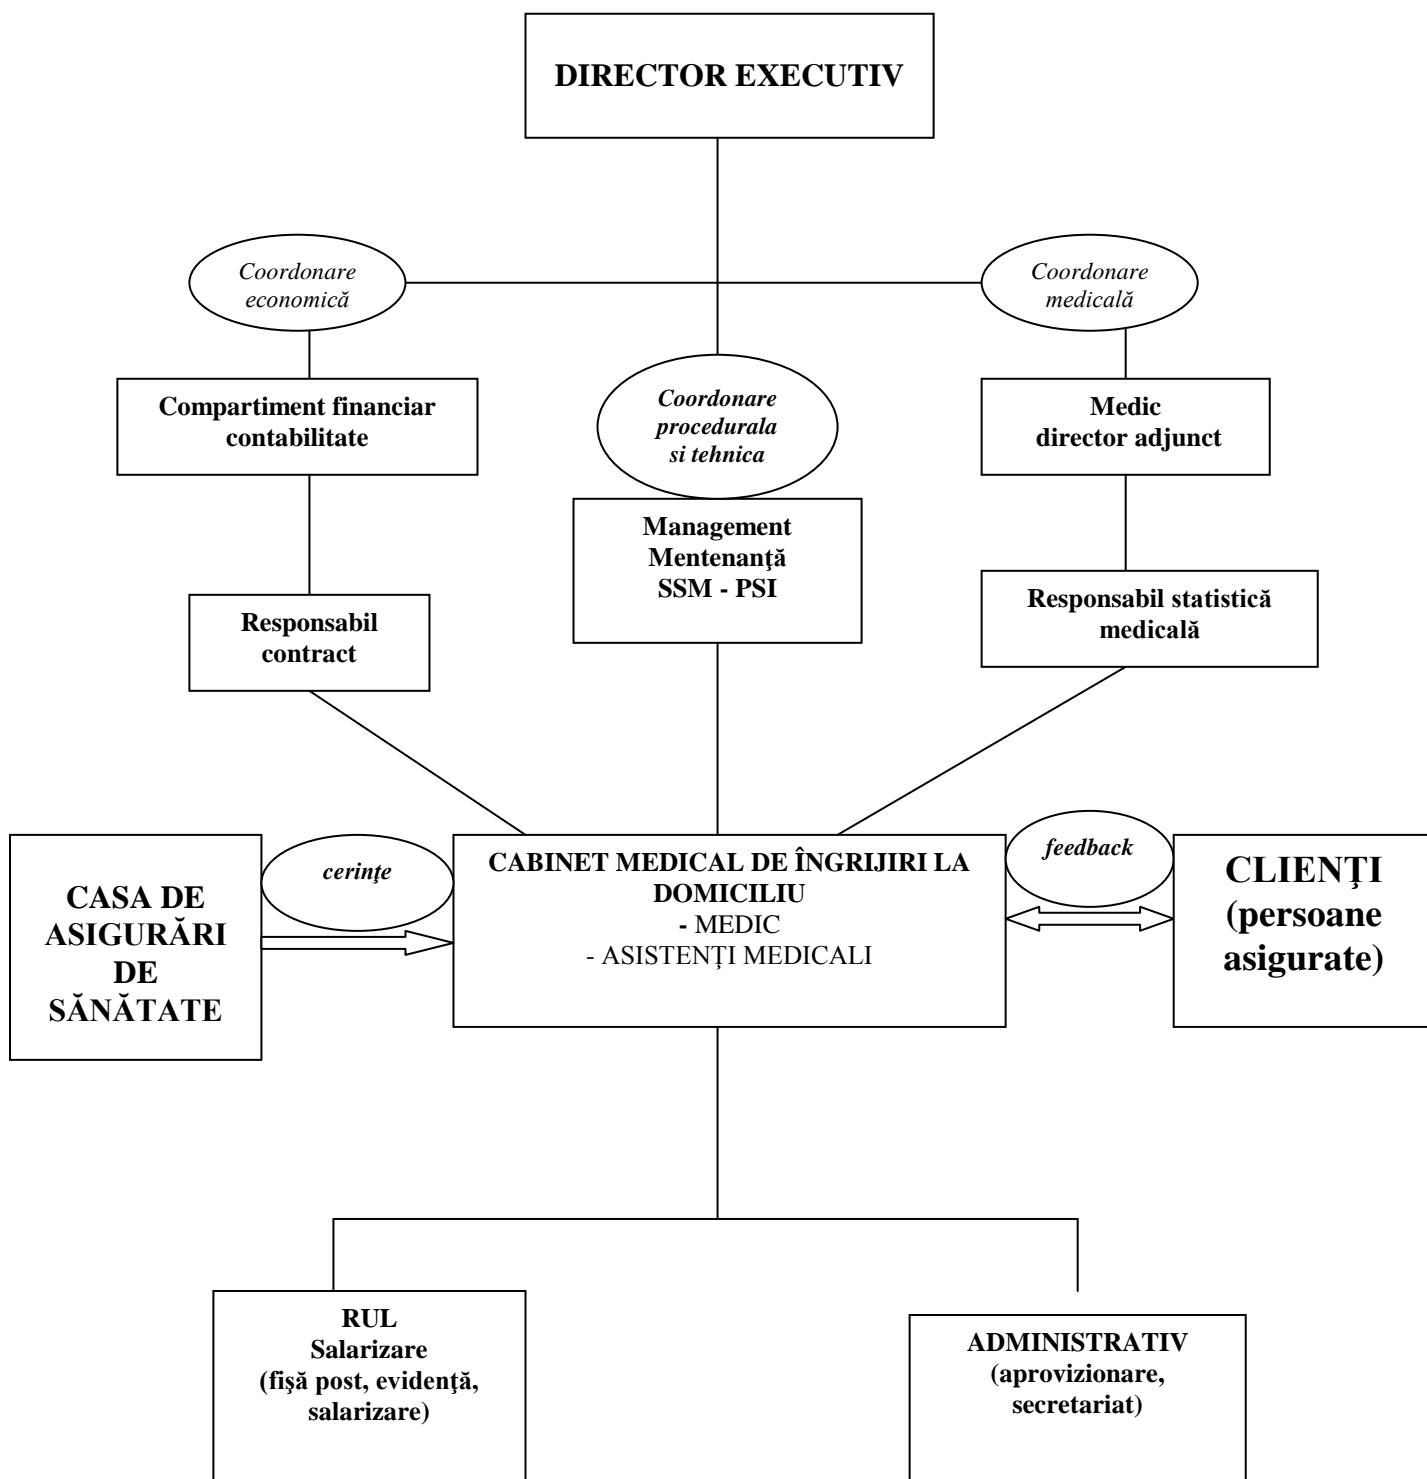 DIRECTOR EXECUTIV
Coordonare
economică
Coordonare
medicală
Compartiment financiar
contabilitate
Coordonare
procedurala
si tehnica
Medic
director adjunct
Management
Mentenanţă
SSM - PSI
Responsabil
contract
Responsabil statistică
medicală
CASA DE
ASIGURĂRI
DE
SĂNĂTATE
cerinţe
CABINET MEDICAL DE ÎNGRIJIRI LA
DOMICILIU
- MEDIC
- ASISTENŢI MEDICALI
feedback
CLIENŢI
(persoane
asigurate)
RUL
Salarizare
(fişă post, evidenţă,
salarizare)
ADMINISTRATIV
(aprovizionare,
secretariat)